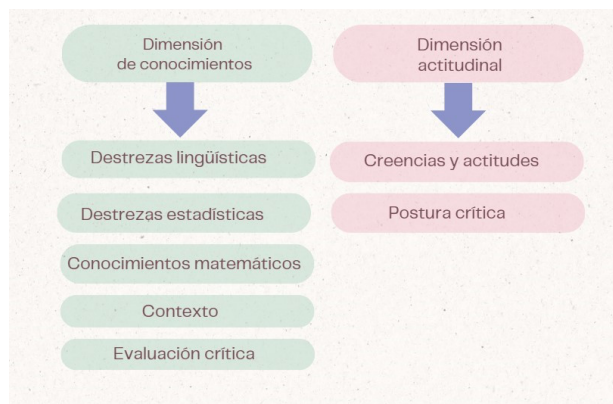 Dimensión
de conocimientos
Destrezas lingüísticas
Destrezas estadísticas
Conocimientos matemáticos
Contexto
Evaluación crítica
Dimensión
actitudinal
Creencias y actitudes
Postura crítica